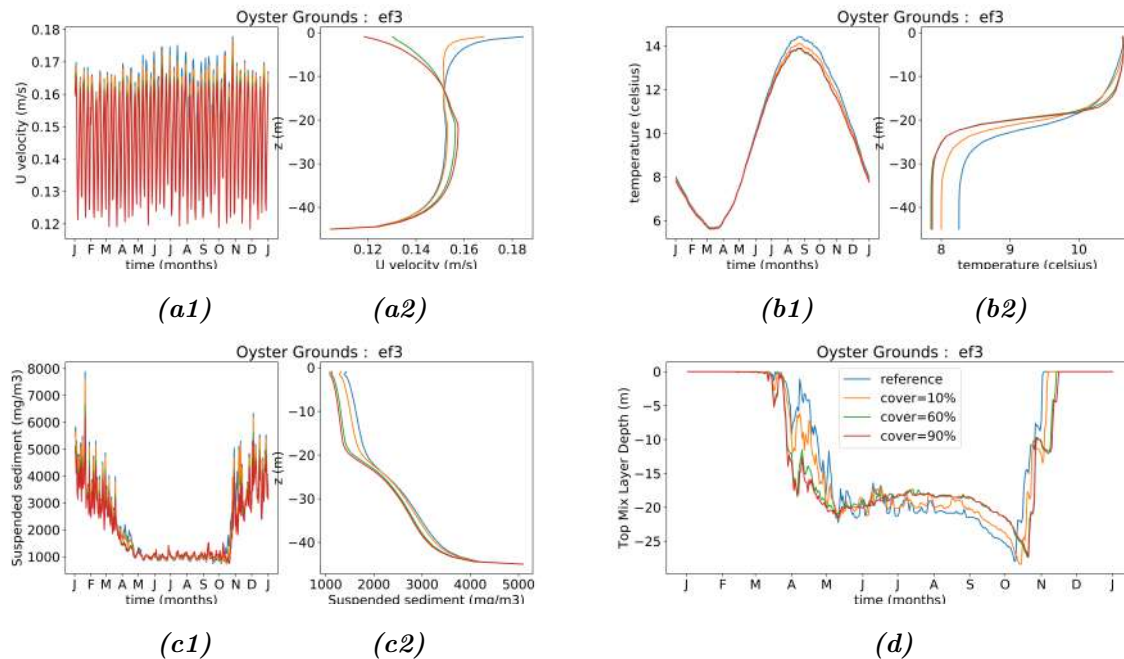 Oyster Grounds : ef3
U velocity (m/s)
0.18
0.17
0.16
0.15
0.14
0.13
0.12
J F M A M J J A S O N D J
time (months)
z (m)
0
−10
−20
−30
−40
0.12 0.14 0.16 0.18
U velocity (m/s)
(a1)
(a2)
Oyster Grounds : ef3
temperature (celsius)
14
12
10
8
6
J F M A M J J A S O N D J
time (months)
z (m)
0
−10
−20
−30
−40
8 9 10
temperature (celsius)
(b1)
(b2)
Oyster Grounds : ef3
Suspended sediment (mg/m3)
8000
7000
6000
5000
4000
3000
2000
1000
J F M A M J J A S O N D J
time (months)
z (m)
0
−10
−20
−30
−40
1000 2000 3000 4000 5000
Suspended sediment (mg/m3)
(c1)
(c2)
Oyster Grounds : ef3
Top Mix Layer Depth (m)
0
−5
−10
−15
−20
−25
reference
cover=10%
cover=60%
cover=90%
J F M A M J J A S O N D J
time (months)
(d)